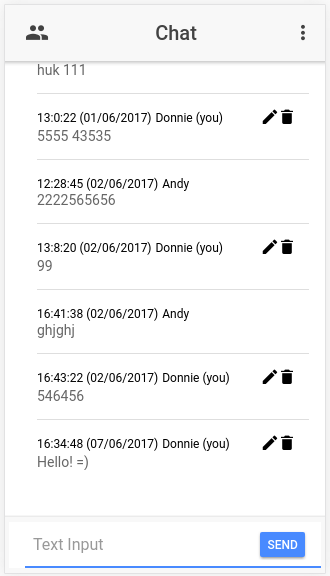 Chat
huk 111
13:0:22 (01/06/2017) Donnie (you)
5555 43535
12:28:45 (02/06/2017) Andy
2222565656
13:8:20 (02/06/2017) Donnie (you)
99
16:41:38 (02/06/2017) Andy
ghjghj
16:43:22 (02/06/2017) Donnie (you)
546456
16:34:48 (07/06/2017) Donnie (you)
Hello! =)
Text Input
SEND